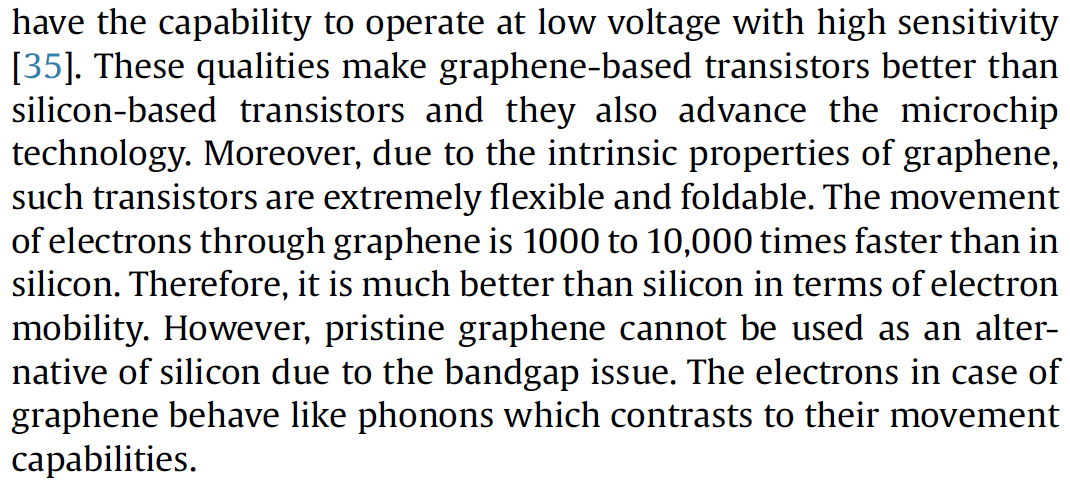 have the capability to operate at low voltage with high sensitivity
[35]. These qualities make graphene-based transistors better than
silicon-based transistors and they also advance the microchip
technology. Moreover, due to the intrinsic properties of graphene,
such transistors are extremely flexible and foldable. The movement
of electrons through graphene is 1000 to 10,000 times faster than in
silicon. Therefore, it is much better than silicon in terms of electron
mobility. However, pristine graphene cannot be used as an alter-
native of silicon due to the bandgap issue. The electrons in case of
graphene behave like phonons which contrasts to their movement
capabilities.